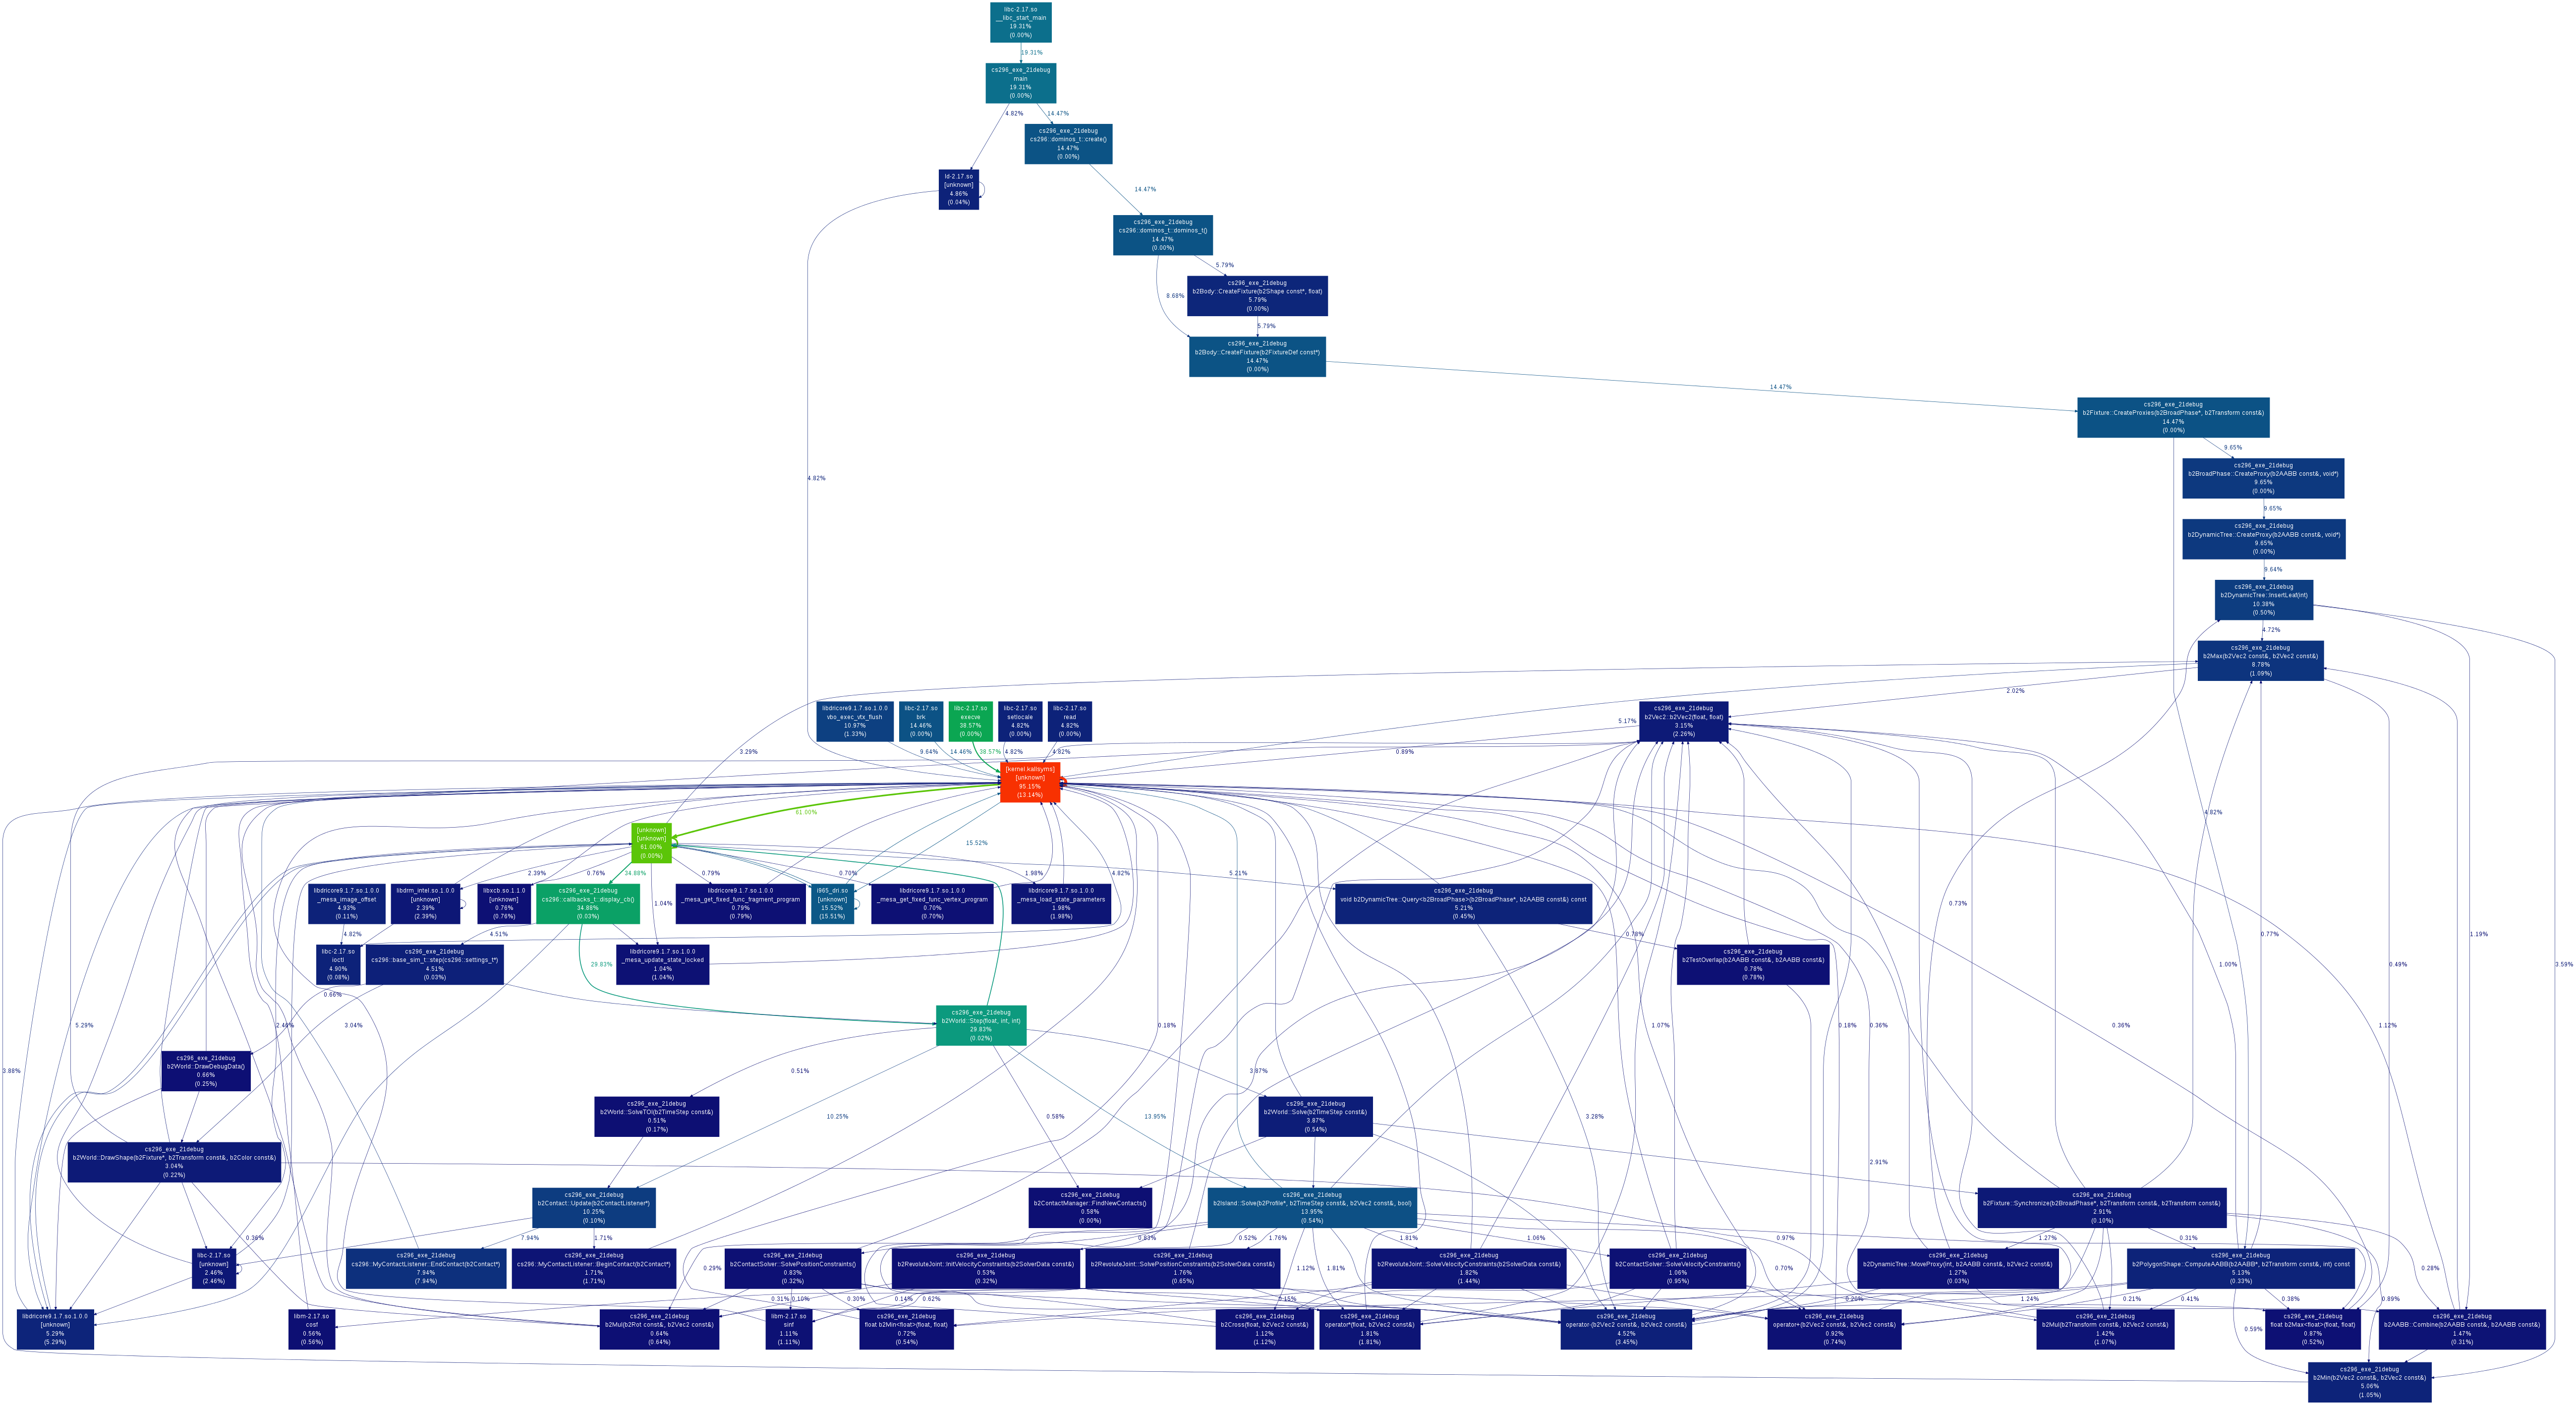 libc-2.17.so
__libc_start_main
19.31%
(0.00%)
19.31%
cs296_exe_21debug
main
19.31%
(0.00%)
4.82%
14.47%
cs296_exe_21debug
cs296::dominos_t::create()
14.47%
(0.00%)
ld-2.17.so
[unknown]
4.86%
(0.04%)
14.47%
cs296_exe_21debug
cs296::dominos_t::dominos_t()
14.47%
(0.00%)
5.79%
8.68%
cs296_exe_21debug
b2Body::CreateFixture(b2Shape const*, float)
5.79%
(0.00%)
5.79%
cs296_exe_21debug
b2Body::CreateFixture(b2FixtureDef const*)
14.47%
(0.00%)
14.47%
cs296_exe_21debug
b2Fixture::CreateProxies(b2BroadPhase*, b2Transform const&)
14.47%
(0.00%)
9.65%
cs296_exe_21debug
b2BroadPhase::CreateProxy(b2AABB const&, void*)
9.65%
(0.00%)
4.82%
9.65%
cs296_exe_21debug
b2DynamicTree::CreateProxy(b2AABB const&, void*)
9.65%
(0.00%)
9.64%
cs296_exe_21debug
b2DynamicTree::InsertLeaf(int)
10.38%
(0.50%)
4.72%
cs296_exe_21debug
b2Max(b2Vec2 const&, b2Vec2 const&)
8.78%
(1.09%)
2.02%
libdricore9.1.7.so.1.0.0
vbo_exec_vtx_flush
10.97%
(1.33%)
libc-2.17.so
brk
14.46%
(0.00%)
libc-2.17.so
execve
38.57%
(0.00%)
libc-2.17.so
setlocale
4.82%
(0.00%)
libc-2.17.so
read
4.82%
(0.00%)
cs296_exe_21debug
b2Vec2::b2Vec2(float, float)
3.15%
(2.26%)
5.17%
3.29%
9.64%
14.46%
38.57%
4.82%
4.82%
0.89%
[kernel.kallsyms]
[unknown]
95.15%
(13.14%)
61.00%
15.52%
4.82%
[unknown]
[unknown]
61.00%
(0.00%)
2.39%
0.76%
34.88%
1.04%
0.79%
0.70%
1.98%
4.82%
5.21%
libdricore9.1.7.so.1.0.0
_mesa_image_offset
4.93%
(0.11%)
libdrm_intel.so.1.0.0
[unknown]
2.39%
(2.39%)
libxcb.so.1.1.0
[unknown]
0.76%
(0.76%)
cs296_exe_21debug
cs296::callbacks_t::display_cb()
34.88%
(0.03%)
libdricore9.1.7.so.1.0.0
_mesa_get_fixed_func_fragment_program
0.79%
(0.79%)
i965_dri.so
[unknown]
15.52%
(15.51%)
libdricore9.1.7.so.1.0.0
_mesa_get_fixed_func_vertex_program
0.70%
(0.70%)
libdricore9.1.7.so.1.0.0
_mesa_load_state_parameters
1.98%
(1.98%)
cs296_exe_21debug
void b2DynamicTree::Query<b2BroadPhase>(b2BroadPhase*, b2AABB const&) const
5.21%
(0.45%)
4.82%
4.51%
29.83%
0.78%
0.73%
0.77%
1.19%
1.00%
0.49%
3.59%
libc-2.17.so
ioctl
4.90%
(0.08%)
cs296_exe_21debug
cs296::base_sim_t::step(cs296::settings_t*)
4.51%
(0.03%)
libdricore9.1.7.so.1.0.0
_mesa_update_state_locked
1.04%
(1.04%)
cs296_exe_21debug
b2TestOverlap(b2AABB const&, b2AABB const&)
0.78%
(0.78%)
0.66%
3.04%
5.29%
2.46%
0.18%
1.07%
0.18%
0.36%
0.36%
1.12%
cs296_exe_21debug
b2World::Step(float, int, int)
29.83%
(0.02%)
3.88%
cs296_exe_21debug
b2World::DrawDebugData()
0.66%
(0.25%)
0.51%
3.87%
cs296_exe_21debug
b2World::SolveTOI(b2TimeStep const&)
0.51%
(0.17%)
10.25%
0.58%
13.95%
cs296_exe_21debug
b2World::Solve(b2TimeStep const&)
3.87%
(0.54%)
3.28%
2.91%
cs296_exe_21debug
b2World::DrawShape(b2Fixture*, b2Transform const&, b2Color const&)
3.04%
(0.22%)
cs296_exe_21debug
b2Contact::Update(b2ContactListener*)
10.25%
(0.10%)
cs296_exe_21debug
b2ContactManager::FindNewContacts()
0.58%
(0.00%)
cs296_exe_21debug
b2Island::Solve(b2Profile*, b2TimeStep const&, b2Vec2 const&, bool)
13.95%
(0.54%)
cs296_exe_21debug
b2Fixture::Synchronize(b2BroadPhase*, b2Transform const&, b2Transform const&)
2.91%
(0.10%)
0.36%
7.94%
1.71%
0.83%
0.52%
1.76%
1.81%
1.06%
0.97%
1.27%
0.31%
libc-2.17.so
[unknown]
2.46%
(2.46%)
cs296_exe_21debug
cs296::MyContactListener::EndContact(b2Contact*)
7.94%
(7.94%)
cs296_exe_21debug
cs296::MyContactListener::BeginContact(b2Contact*)
1.71%
(1.71%)
cs296_exe_21debug
b2ContactSolver::SolvePositionConstraints()
0.83%
(0.32%)
cs296_exe_21debug
b2RevoluteJoint::InitVelocityConstraints(b2SolverData const&)
0.53%
(0.32%)
cs296_exe_21debug
b2RevoluteJoint::SolvePositionConstraints(b2SolverData const&)
1.76%
(0.65%)
cs296_exe_21debug
b2RevoluteJoint::SolveVelocityConstraints(b2SolverData const&)
1.82%
(1.44%)
cs296_exe_21debug
b2ContactSolver::SolveVelocityConstraints()
1.06%
(0.95%)
cs296_exe_21debug
b2DynamicTree::MoveProxy(int, b2AABB const&, b2Vec2 const&)
1.27%
(0.03%)
cs296_exe_21debug
b2PolygonShape::ComputeAABB(b2AABB*, b2Transform const&, int) const
5.13%
(0.33%)
0.29%
1.12%
1.81%
0.70%
0.28%
0.31%
0.10%
0.30%
0.14%
0.62%
0.15%
0.20%
1.24%
0.41%
0.21%
0.38%
0.89%
0.59%
libdricore9.1.7.so.1.0.0
[unknown]
5.29%
(5.29%)
libm-2.17.so
cosf
0.56%
(0.56%)
cs296_exe_21debug
b2Mul(b2Rot const&, b2Vec2 const&)
0.64%
(0.64%)
libm-2.17.so
sinf
1.11%
(1.11%)
cs296_exe_21debug
float b2Min<float>(float, float)
0.72%
(0.54%)
cs296_exe_21debug
b2Cross(float, b2Vec2 const&)
1.12%
(1.12%)
cs296_exe_21debug
operator*(float, b2Vec2 const&)
1.81%
(1.81%)
cs296_exe_21debug
operator-(b2Vec2 const&, b2Vec2 const&)
4.52%
(3.45%)
cs296_exe_21debug
operator+(b2Vec2 const&, b2Vec2 const&)
0.92%
(0.74%)
cs296_exe_21debug
b2Mul(b2Transform const&, b2Vec2 const&)
1.42%
(1.07%)
cs296_exe_21debug
float b2Max<float>(float, float)
0.87%
(0.52%)
cs296_exe_21debug
b2AABB::Combine(b2AABB const&, b2AABB const&)
1.47%
(0.31%)
cs296_exe_21debug
b2Min(b2Vec2 const&, b2Vec2 const&)
5.06%
(1.05%)